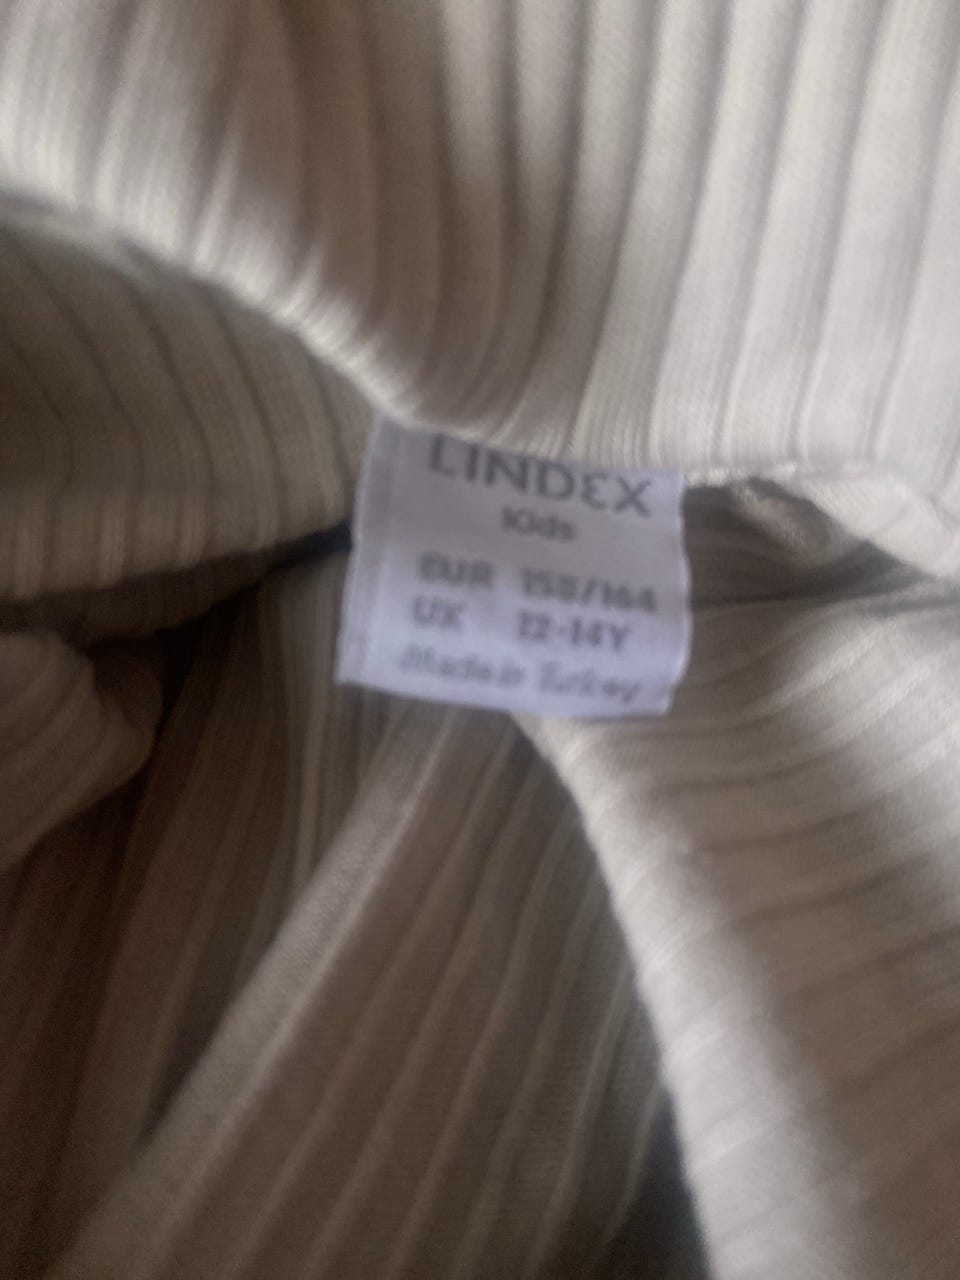 LINDEX
Kids
EUR 158/164
UK 12-14Y
Made in Turkey